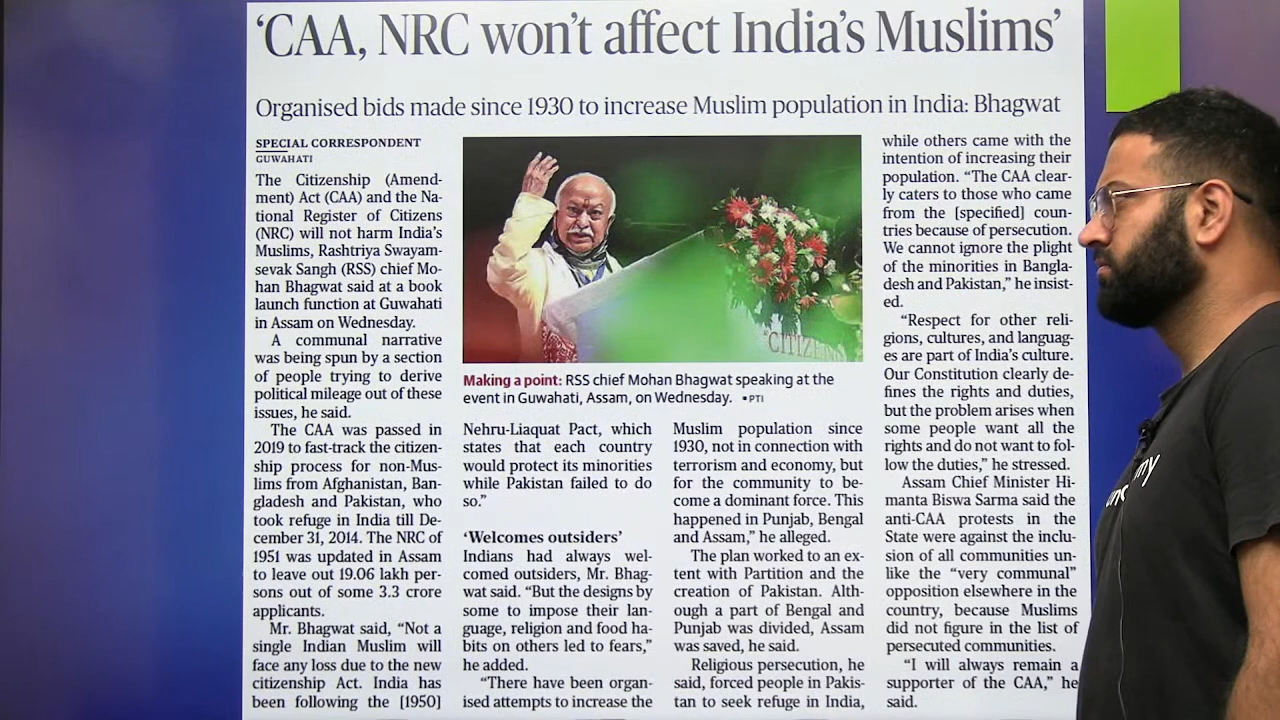 ‘CAA, NRC won’t affect India’s Muslims’
Organised bids made since 1930 to increase Muslim population in India: Bhagwat
SPECIAL CORRESPONDENT
GUWAHATI
The Citizenship (Amend-
ment) Act (CAA) and the Na-
tional Register of Citizens
(NRC) will not harm India’s
Muslims, Rashtriya Swayam-
sevak Sangh (RSS) chief Mo-
han Bhagwat said at a book
launch function at Guwahati
in Assam on Wednesday.
A communal narrative
was being spun by a section
of people trying to derive
political mileage out of these
issues, he said.
The CAA was passed in
2019 to fast-track the citizen-
ship process for non-Mus-
lims from Afghanistan, Ban-
gladesh and Pakistan, who
took refuge in India till De-
cember 31, 2014. The NRC of
1951 was updated in Assam
to leave out 19.06 lakh per-
sons out of some 3.3 crore
applicants.
Mr. Bhagwat said, “Not a
single Indian Muslim will
face any loss due to the new
citizenship Act. India has
been following the [1950]
CITIZEN
Making a point: RSS chief Mohan Bhagwat speaking at the
event in Guwahati, Assam, on Wednesday. ▪PTI
Nehru-Liaquat Pact, which
states that each country
would protect its minorities
while Pakistan failed to do
so.”
‘Welcomes outsiders’
Indians had always wel-
comed outsiders, Mr. Bhag-
wat said. “But the designs by
some to impose their lan-
guage, religion and food ha-
bits on others led to fears,”
he added.
“There have been organ-
ised attempts to increase the
Muslim population since
1930, not in connection with
terrorism and economy, but
for the community to be-
come a dominant force. This
happened in Punjab, Bengal
and Assam,” he alleged.
The plan worked to an ex-
tent with Partition and the
creation of Pakistan. Alth-
ough a part of Bengal and
Punjab was divided, Assam
was saved, he said.
Religious persecution, he
said, forced people in Pakis-
tan to seek refuge in India,
while others came with the
intention of increasing their
population. “The CAA clear-
ly caters to those who came
from the [specified] coun-
tries because of persecution.
We cannot ignore the plight
of the minorities in Bangla-
desh and Pakistan,” he insist-
ed.
“Respect for other reli-
gions, cultures, and languag-
es are part of India’s culture.
Our Constitution clearly de-
fines the rights and duties,
but the problem arises when
some people want all the
rights and do not want to fol-
low the duties,” he stressed.
Assam Chief Minister Hi-
manta Biswa Sarma said the
anti-CAA protests in the
State were against the inclu-
sion of all communities un-
like the “very communal”
opposition elsewhere in the
country, because Muslims
did not figure in the list of
persecuted communities.
“I will always remain a
supporter of the CAA,” he
said.